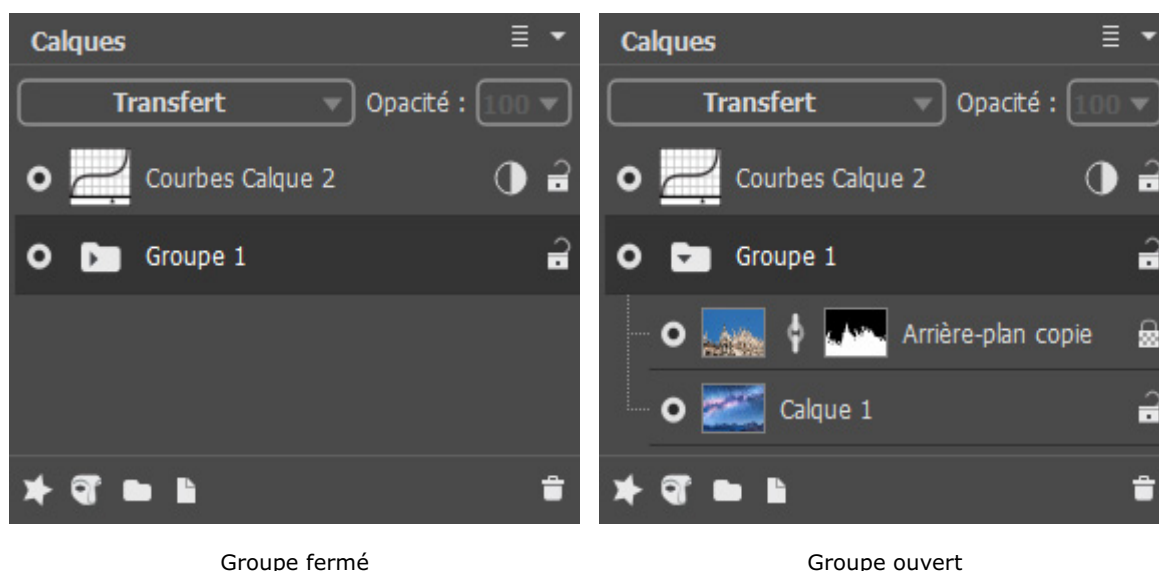 Calques
Transfert Opacité : 100
Courbes Calque 2
Groupe 1
Groupe fermé
Calques
Transfert Opacité : 100
Courbes Calque 2
Groupe 1
Arrière-plan copie
Calque 1
Groupe ouvert